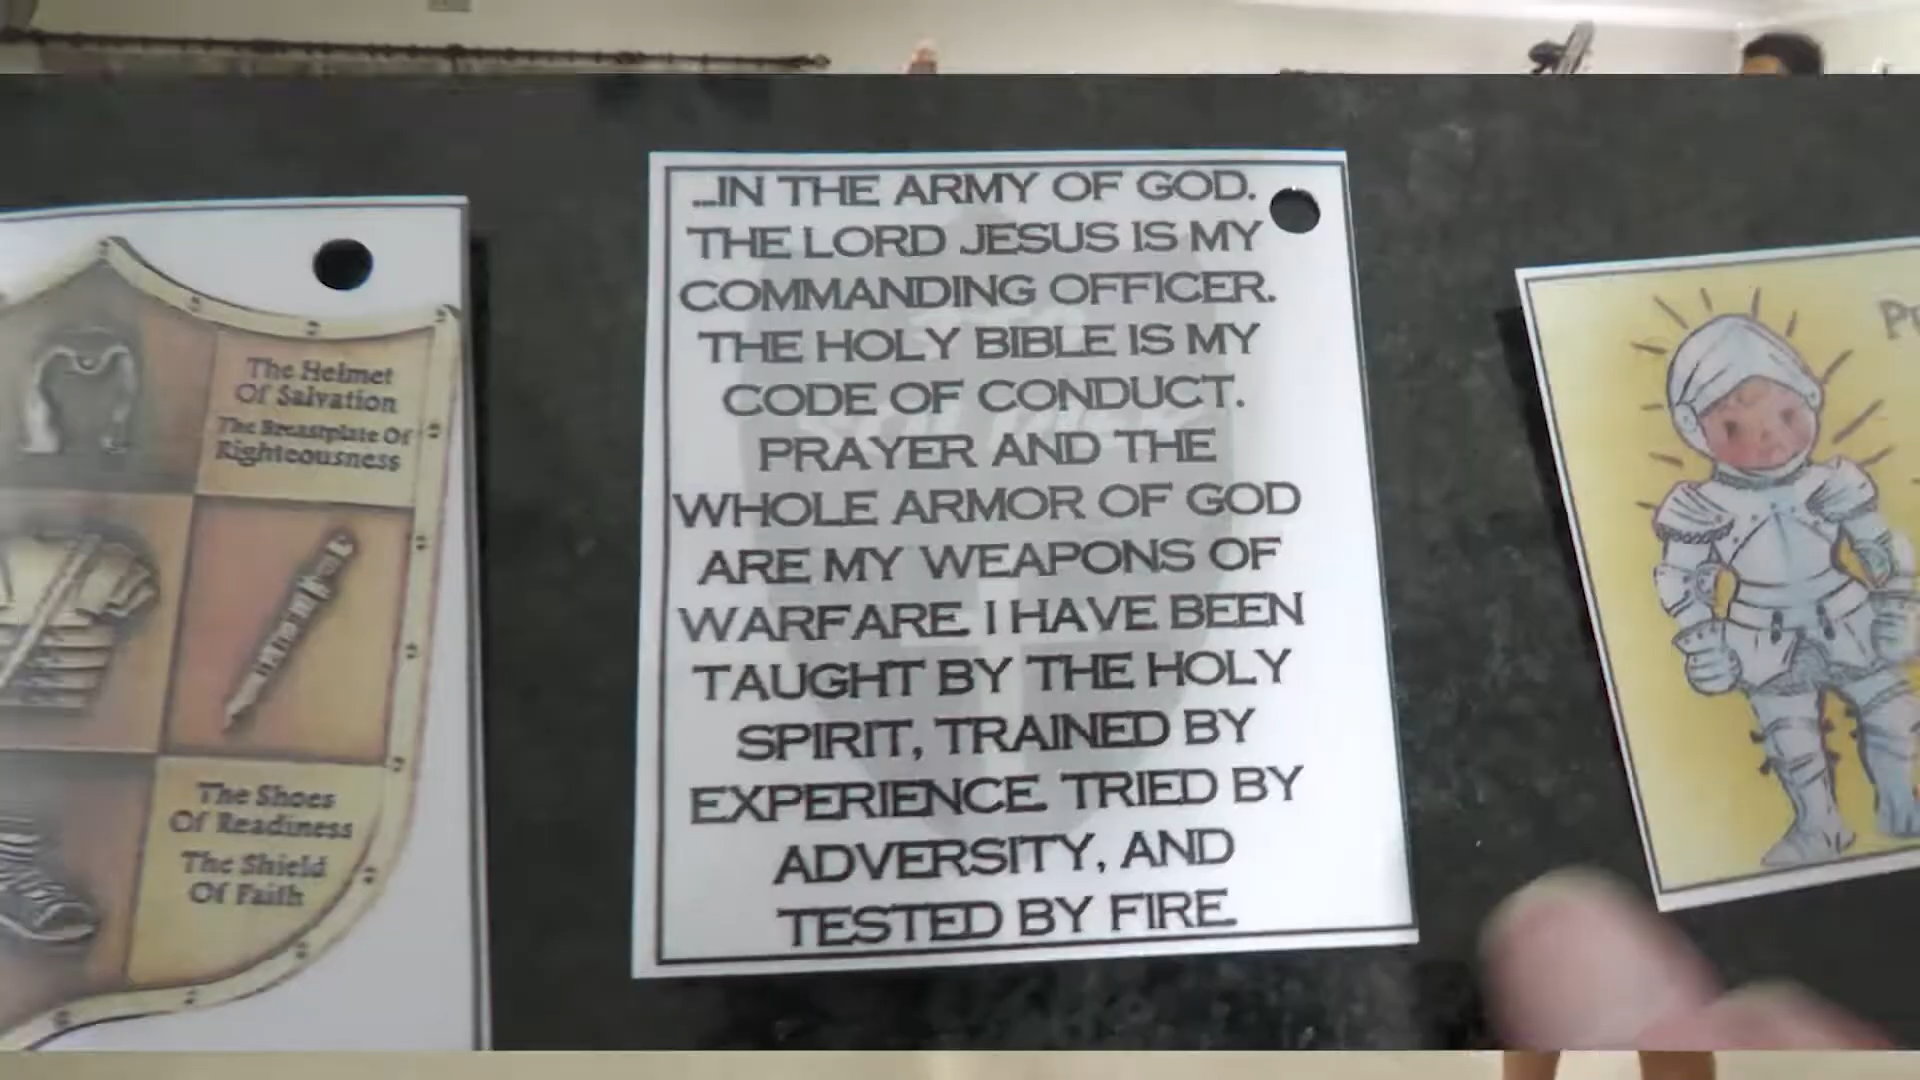 The Helmet
Of Salvation
The Breastplate Of
Righteousness
The Shoes
Of Readiness
The Shield
Of Faith
...IN THE ARMY OF GOD.
THE LORD JESUS IS MY
COMMANDING OFFICER.
THE HOLY BIBLE IS MY
CODE OF CONDUCT.
PRAYER AND THE
WHOLE ARMOR OF GOD
ARE MY WEAPONS OF
WARFARE. I HAVE BEEN
TAUGHT BY THE HOLY
SPIRIT, TRAINED BY
EXPERIENCE. TRIED BY
ADVERSITY, AND
TESTED BY FIRE.